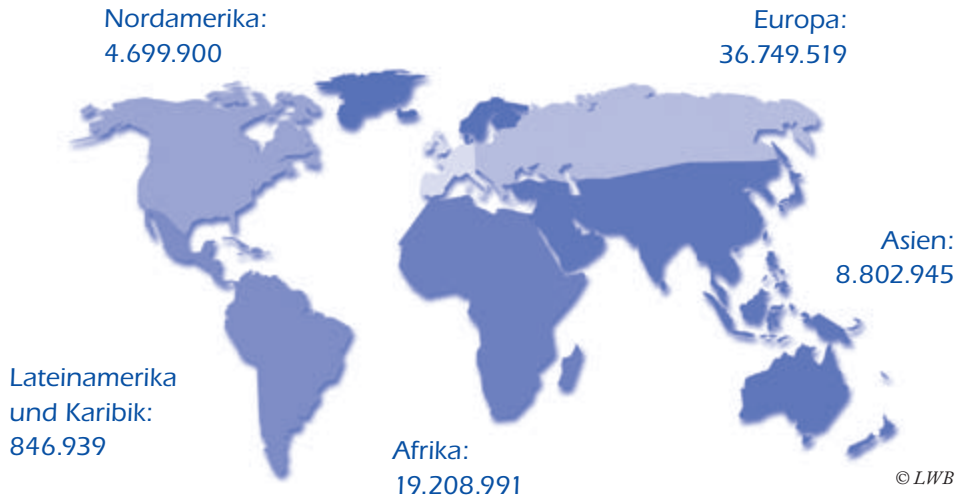 Nordamerika:
4.699.900
Europa:
36.749.519
Asien:
8.802.945
Lateinamerika
und Karibik:
846.939
Afrika:
19.208.991
© LWB